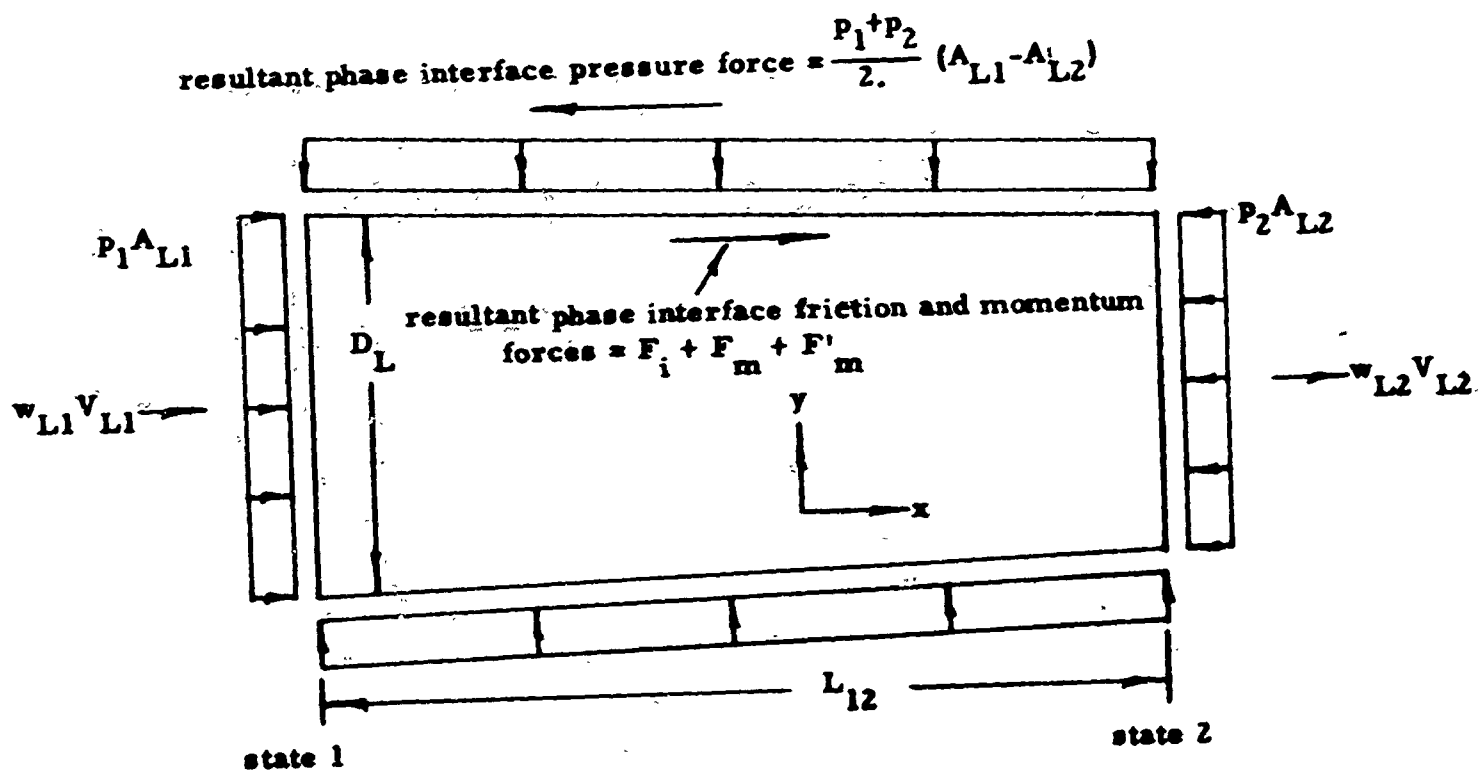 resultant phase interface pressure force = p1+p2 / 2. (AL1-AL2)
p1AL1
p2AL2
resultant phase interface friction and momentum
forces = Fi + Fm + F'm
DL
wL1VL1
wL2VL2
y
x
L12
state 1
state 2